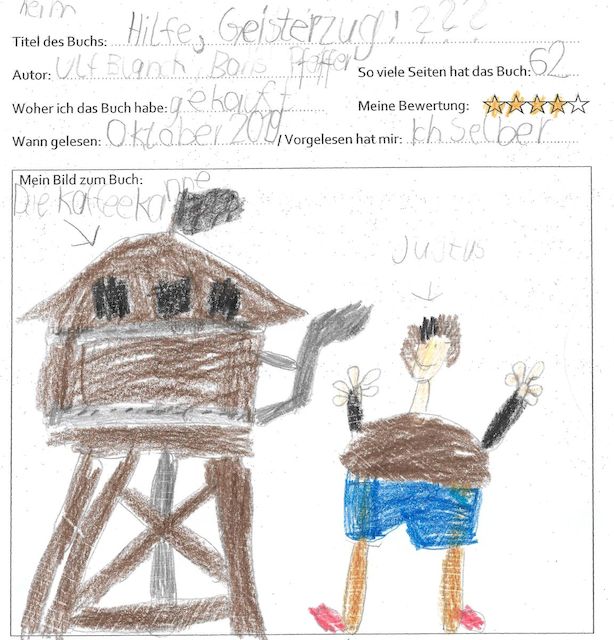 heim
Titel des Buchs: Hilfe, Geisterzug! ???
Autor: Ulf Blanck, Boris
So viele Seiten hat das Buch: 62
Woher ich das Buch habe: gekauft
Meine Bewertung:
Wann gelesen: Oktober 2019 / Vorgelesen hat mir: Ich Selber
Mein Bild zum Buch:
Die Kaffeekanne
Justus